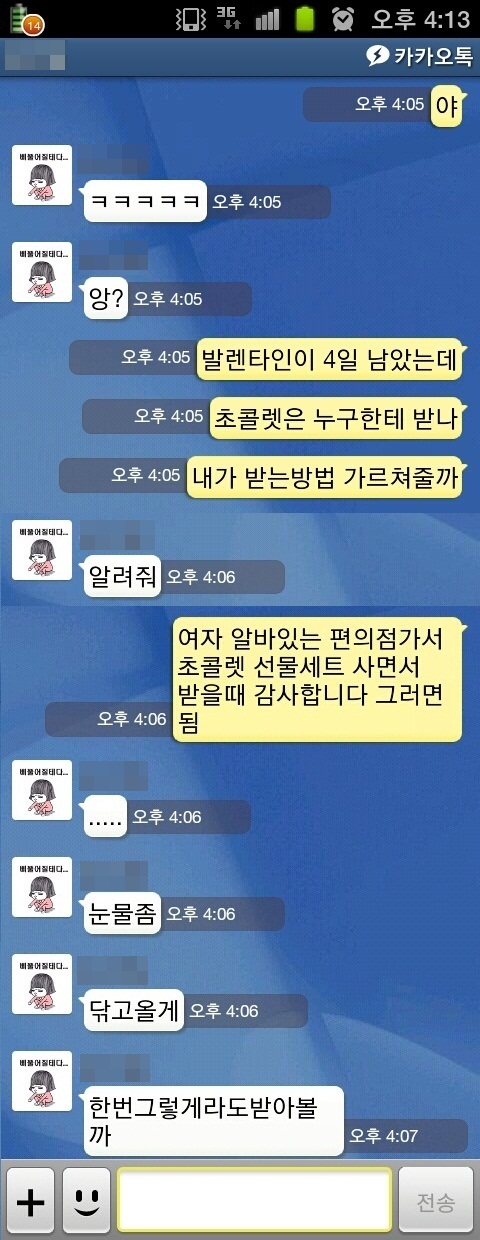 14
3G
오후 4:13
카카오톡
오후 4:05 야
삐뚤어질테다...
ㅋㅋㅋㅋㅋ 오후 4:05
삐뚤어질테다...
앙? 오후 4:05
오후 4:05 발렌타인이 4일 남았는데
오후 4:05 초콜렛은 누구한테 받나
오후 4:05 내가 받는방법 가르쳐줄까
삐뚤어질테다...
알려줘 오후 4:06
여자 알바있는 편의점가서
초콜렛 선물세트 사면서
받을때 감사합니다 그러면
오후 4:06 됨
삐뚤어질테다...
..... 오후 4:06
삐뚤어질테다...
눈물좀 오후 4:06
삐뚤어질테다...
닦고올게 오후 4:06
삐뚤어질테다...
한번그렇게라도받아볼
까 오후 4:07
전송